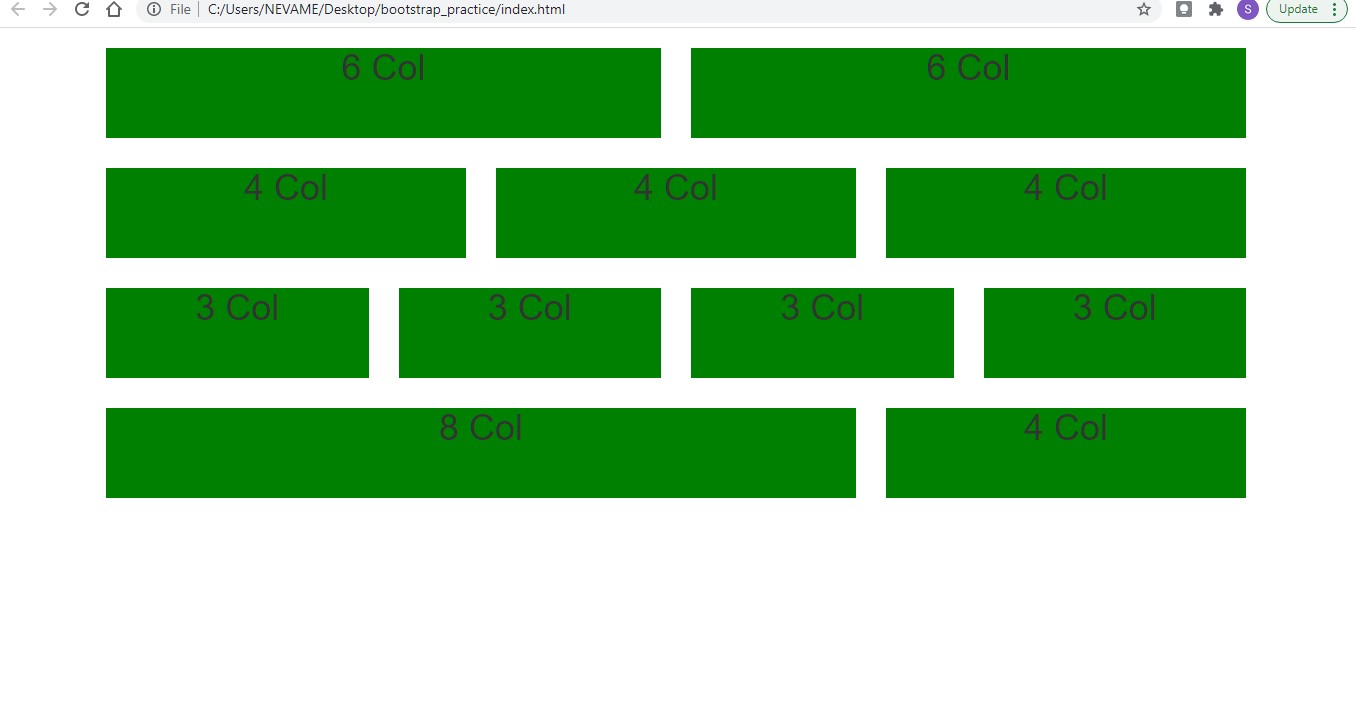 File C:/Users/NEVAME/Desktop/bootstrap_practice/index.html S Update
6 Col 6 Col
4 Col 4 Col 4 Col
3 Col 3 Col 3 Col 3 Col
8 Col 4 Col